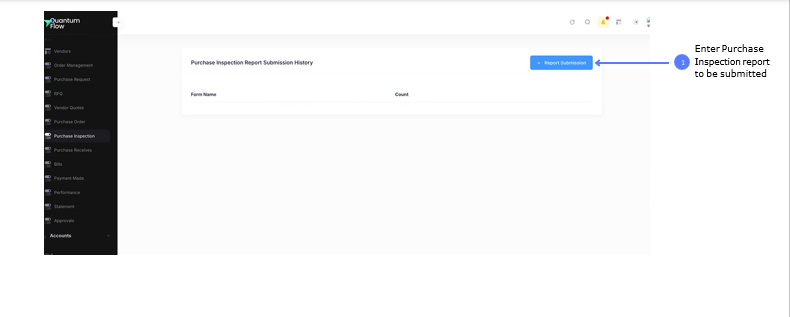 Quantum
Flow
Vendors
Order Management
Purchase Request
RFQ
Vendor Quotes
Purchase Order
Purchase Inspection
Purchase Receives
Bills
Payment Made
Performance
Statement
Approvals
Accounts
Purchase Inspection Report Submission History
+ Report Submission
Form Name Count
1
Enter Purchase
Inspection report
to be submitted